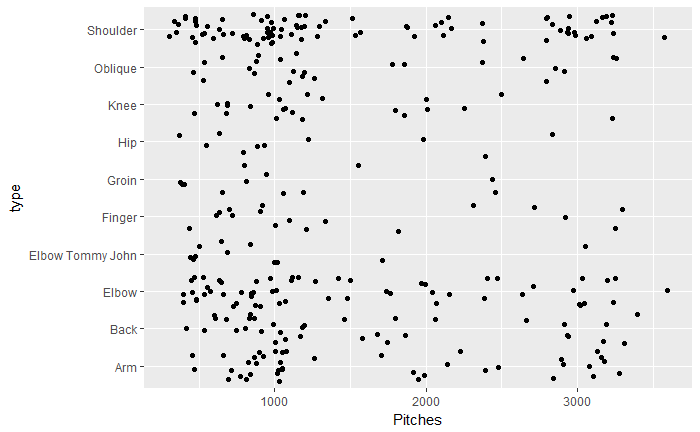 Shoulder
Oblique
Knee
Hip
Groin
Finger
Elbow Tommy John
Elbow
Back
Arm
type
1000 2000 3000
Pitches